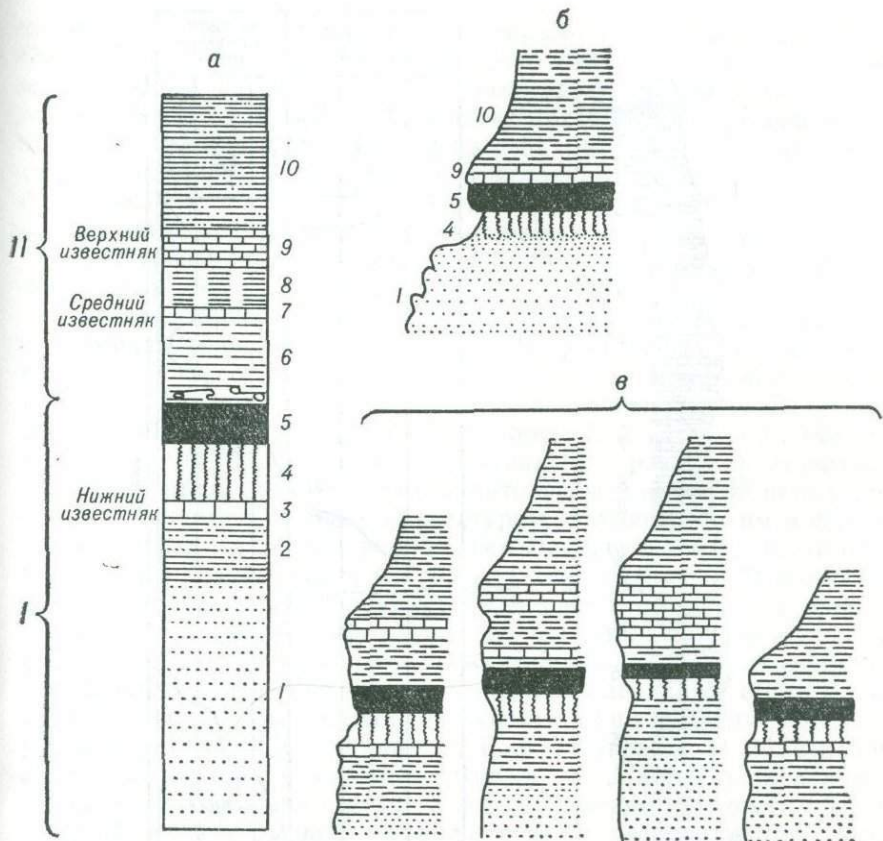 а
б
10
10
9
5
4
1
II
Верхний
известняк
9
8
Средний
известняк
7
6
в
5
4
Нижний
известняк
3
2
I
1